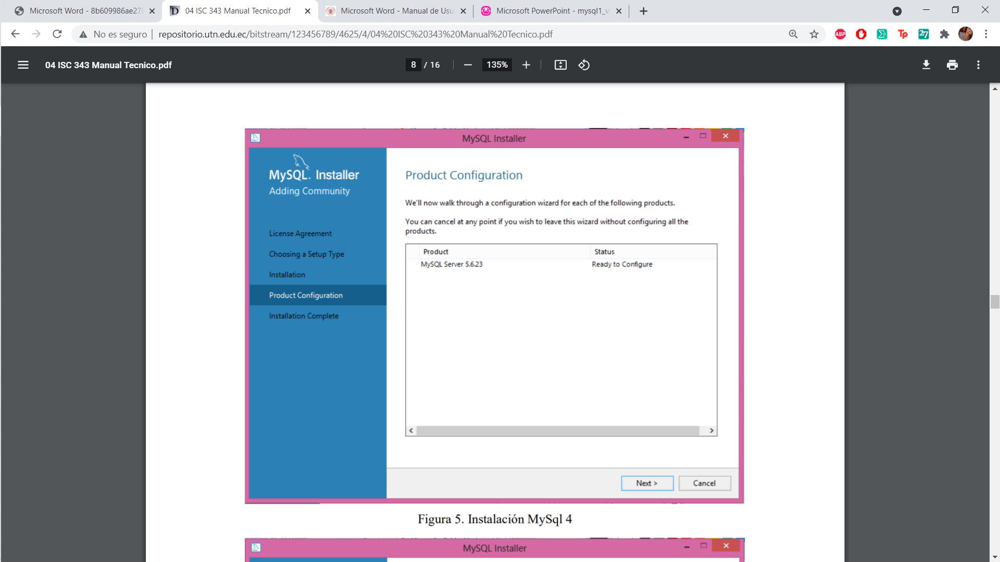 Microsoft Word - 8b609986ae27
04 ISC 343 Manual Tecnico.pdf
Microsoft Word - Manual de Usu
Microsoft PowerPoint - mysql1_v
No es seguro
repositorio.utn.edu.ec/bitstream/123456789/4625/4/04%20ISC%20343%20Manual%20Tecnico.pdf
ABP
Tp
27
04 ISC 343 Manual Tecnico.pdf
8 / 16
135%
MySQL Installer
MySQL. Installer
Adding Community
License Agreement
Choosing a Setup Type
Installation
Product Configuration
Installation Complete
Product Configuration
We'll now walk through a configuration wizard for each of the following products.
You can cancel at any point if you wish to leave this wizard without configuring all the
products.
Product Status
MySQL Server 5.6.23 Ready to Configure
Next >
Cancel
Figura 5. Instalación MySql 4
MySQL Installer